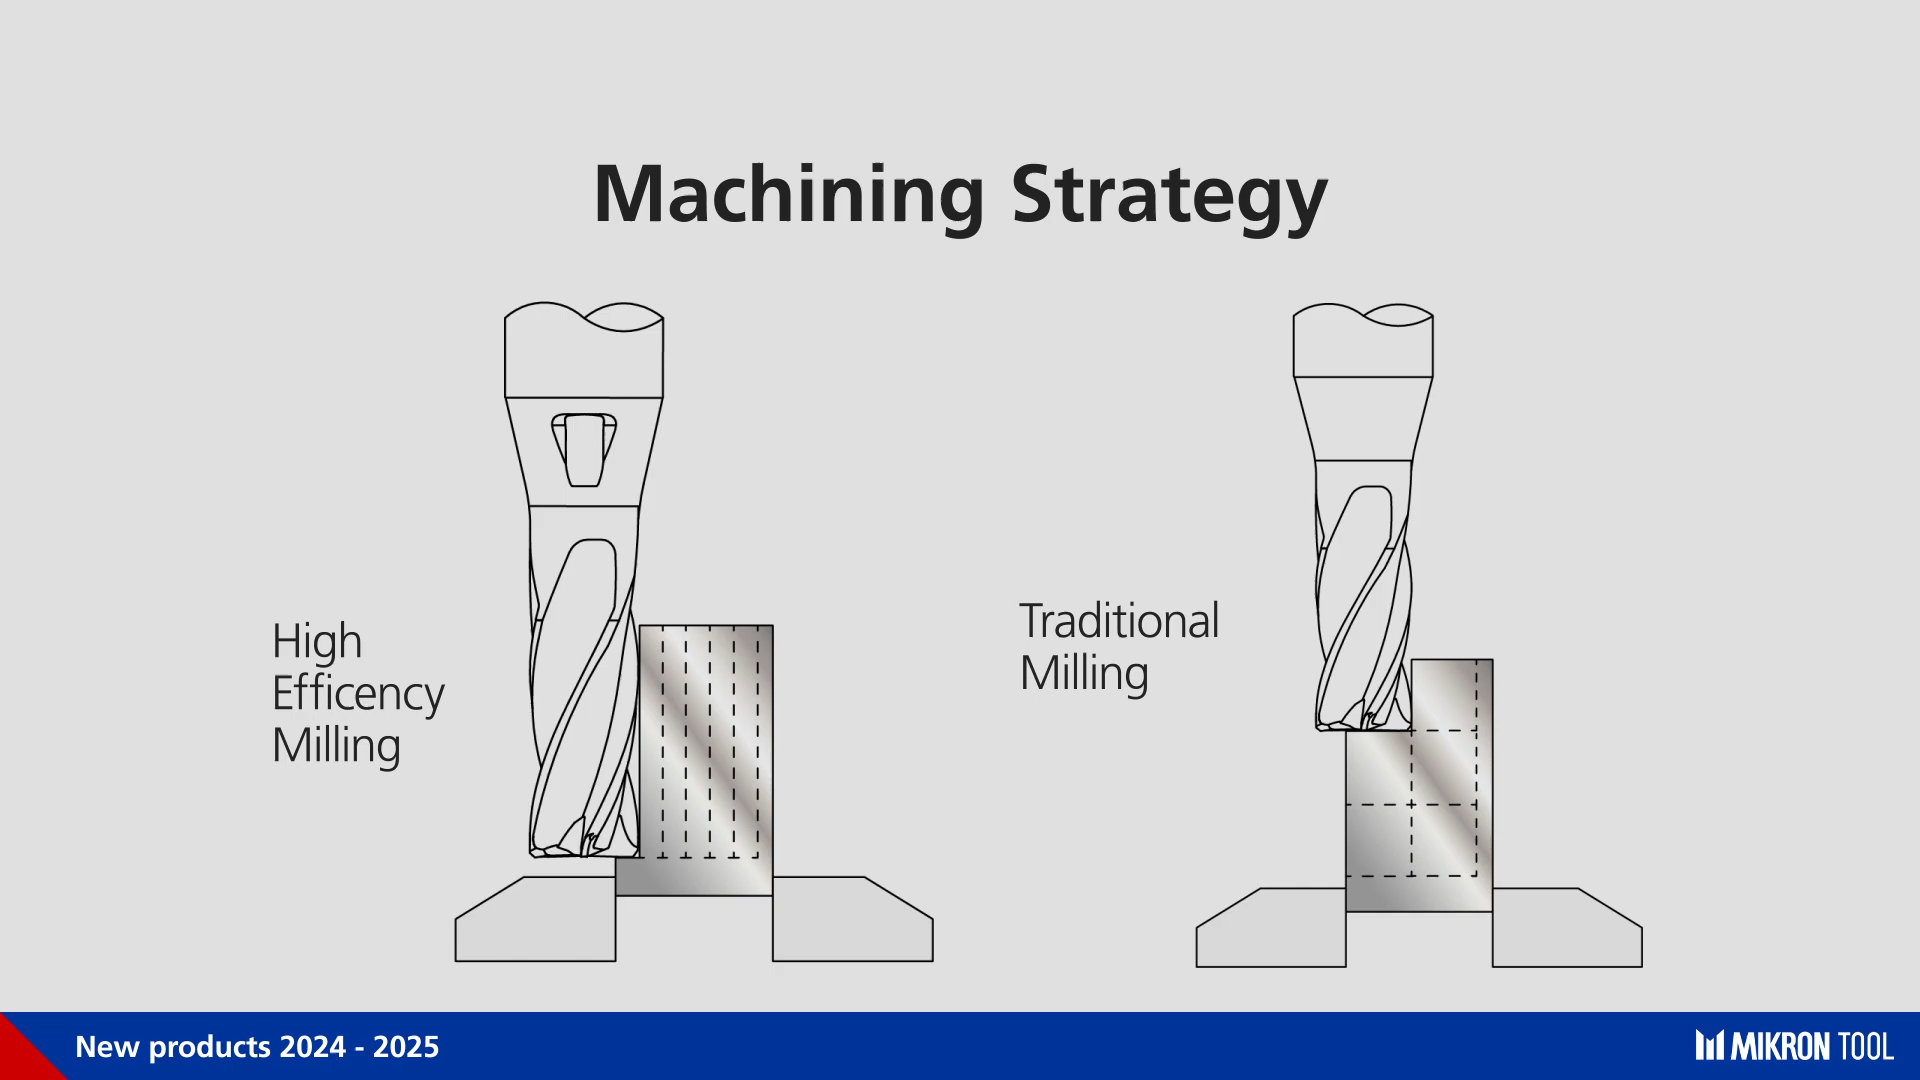 Machining Strategy
High
Efficency
Milling
Traditional
Milling
New products 2024 - 2025
MIKRON TOOL